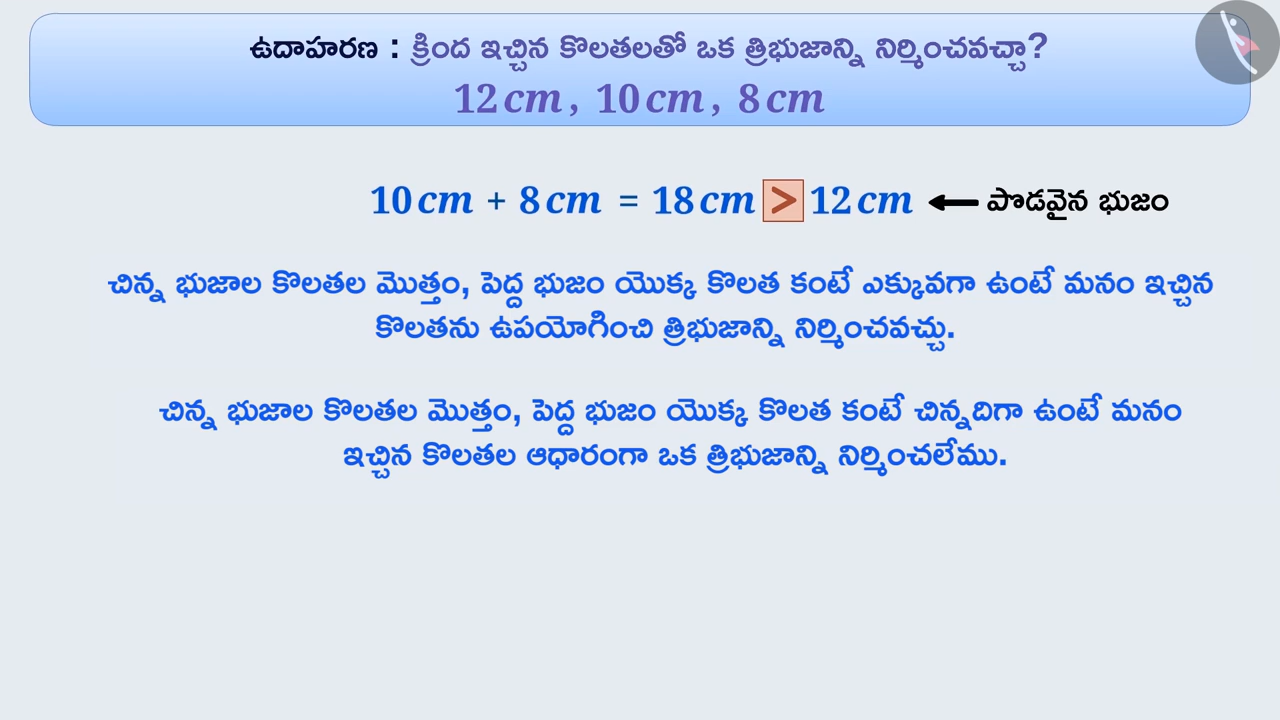 ఉదాహరణ : క్రింద ఇచ్చిన కొలతలతో ఒక త్రిభుజాన్ని నిర్మించవచ్చా?
12 cm, 10 cm, 8 cm
10 cm + 8 cm = 18 cm > 12 cm ← పొడవైన భుజం
చిన్న భుజాల కొలతల మొత్తం, పెద్ద భుజం యొక్క కొలత కంటే ఎక్కువగా ఉంటే మనం ఇచ్చిన
కొలతను ఉపయోగించి త్రిభుజాన్ని నిర్మించవచ్చు.
చిన్న భుజాల కొలతల మొత్తం, పెద్ద భుజం యొక్క కొలత కంటే చిన్నదిగా ఉంటే మనం
ఇచ్చిన కొలతల ఆధారంగా ఒక త్రిభుజాన్ని నిర్మించలేము.